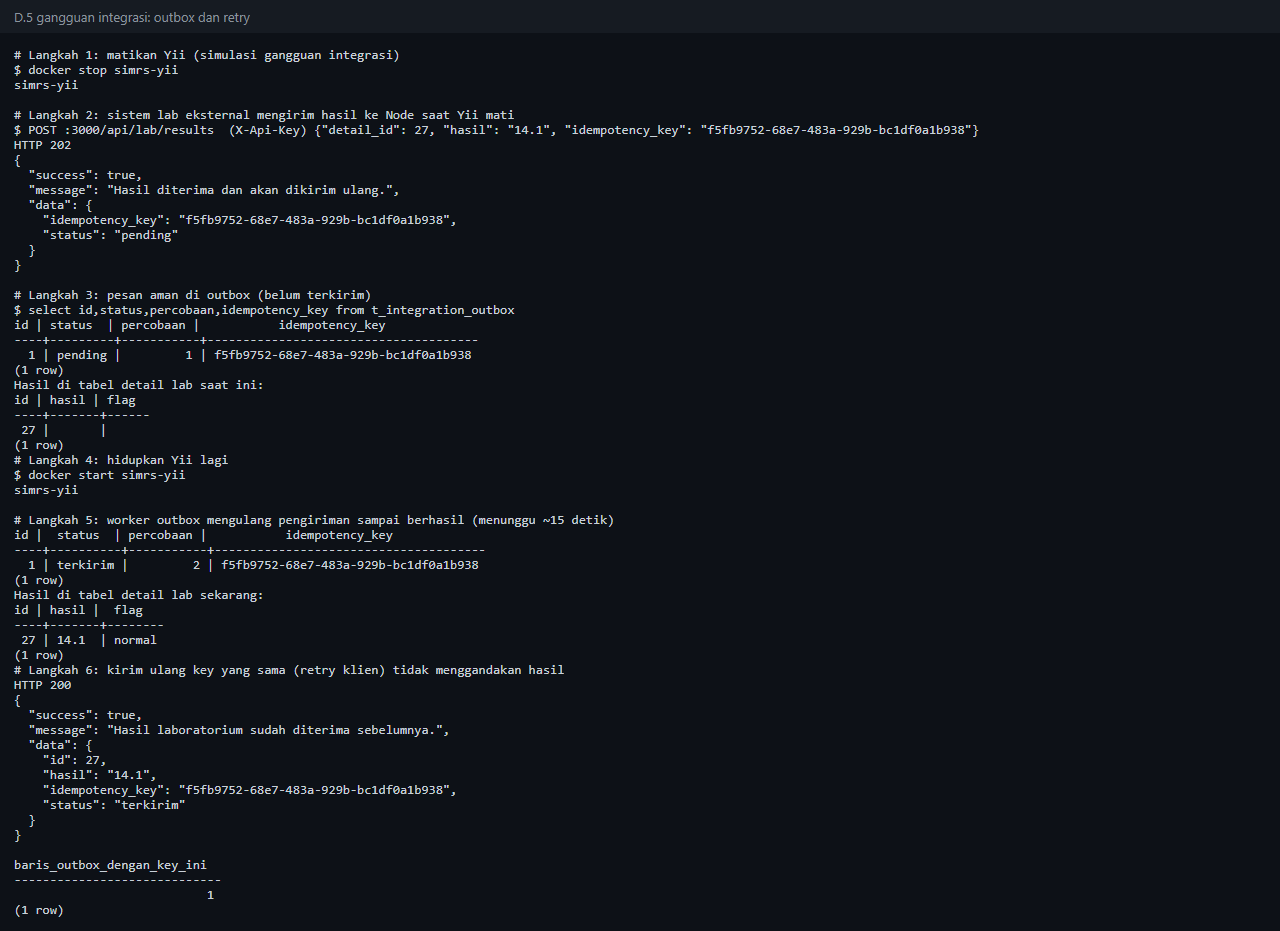 D.5 gangguan integrasi: outbox dan retry
# Langkah 1: matikan Yii (simulasi gangguan integrasi)
$ docker stop simrs-yii
simrs-yii
# Langkah 2: sistem lab eksternal mengirim hasil ke Node saat Yii mati
$ POST :3000/api/lab/results  (X-Api-Key) {"detail_id": 27, "hasil": "14.1", "idempotency_key": "f5fb9752-68e7-483a-929b-bc1df0a1b938"}
HTTP 202
{
  "success": true,
  "message": "Hasil diterima dan akan dikirim ulang.",
  "data": {
    "idempotency_key": "f5fb9752-68e7-483a-929b-bc1df0a1b938",
    "status": "pending"
  }
}
# Langkah 3: pesan aman di outbox (belum terkirim)
$ select id,status,percobaan,idempotency_key from t_integration_outbox
id | status  | percobaan |           idempotency_key
----+---------+-----------+--------------------------------------
  1 | pending |         1 | f5fb9752-68e7-483a-929b-bc1df0a1b938
(1 row)
Hasil di tabel detail lab saat ini:
id | hasil | flag
----+-------+------
 27 |       |
(1 row)
# Langkah 4: hidupkan Yii lagi
$ docker start simrs-yii
simrs-yii
# Langkah 5: worker outbox mengulang pengiriman sampai berhasil (menunggu ~15 detik)
id |  status  | percobaan |           idempotency_key
----+----------+-----------+--------------------------------------
  1 | terkirim |         2 | f5fb9752-68e7-483a-929b-bc1df0a1b938
(1 row)
Hasil di tabel detail lab sekarang:
id | hasil |  flag
----+-------+--------
 27 | 14.1  | normal
(1 row)
# Langkah 6: kirim ulang key yang sama (retry klien) tidak menggandakan hasil
HTTP 200
{
  "success": true,
  "message": "Hasil laboratorium sudah diterima sebelumnya.",
  "data": {
    "id": 27,
    "hasil": "14.1",
    "idempotency_key": "f5fb9752-68e7-483a-929b-bc1df0a1b938",
    "status": "terkirim"
  }
}
baris_outbox_dengan_key_ini
-----------------------------
                           1
(1 row)